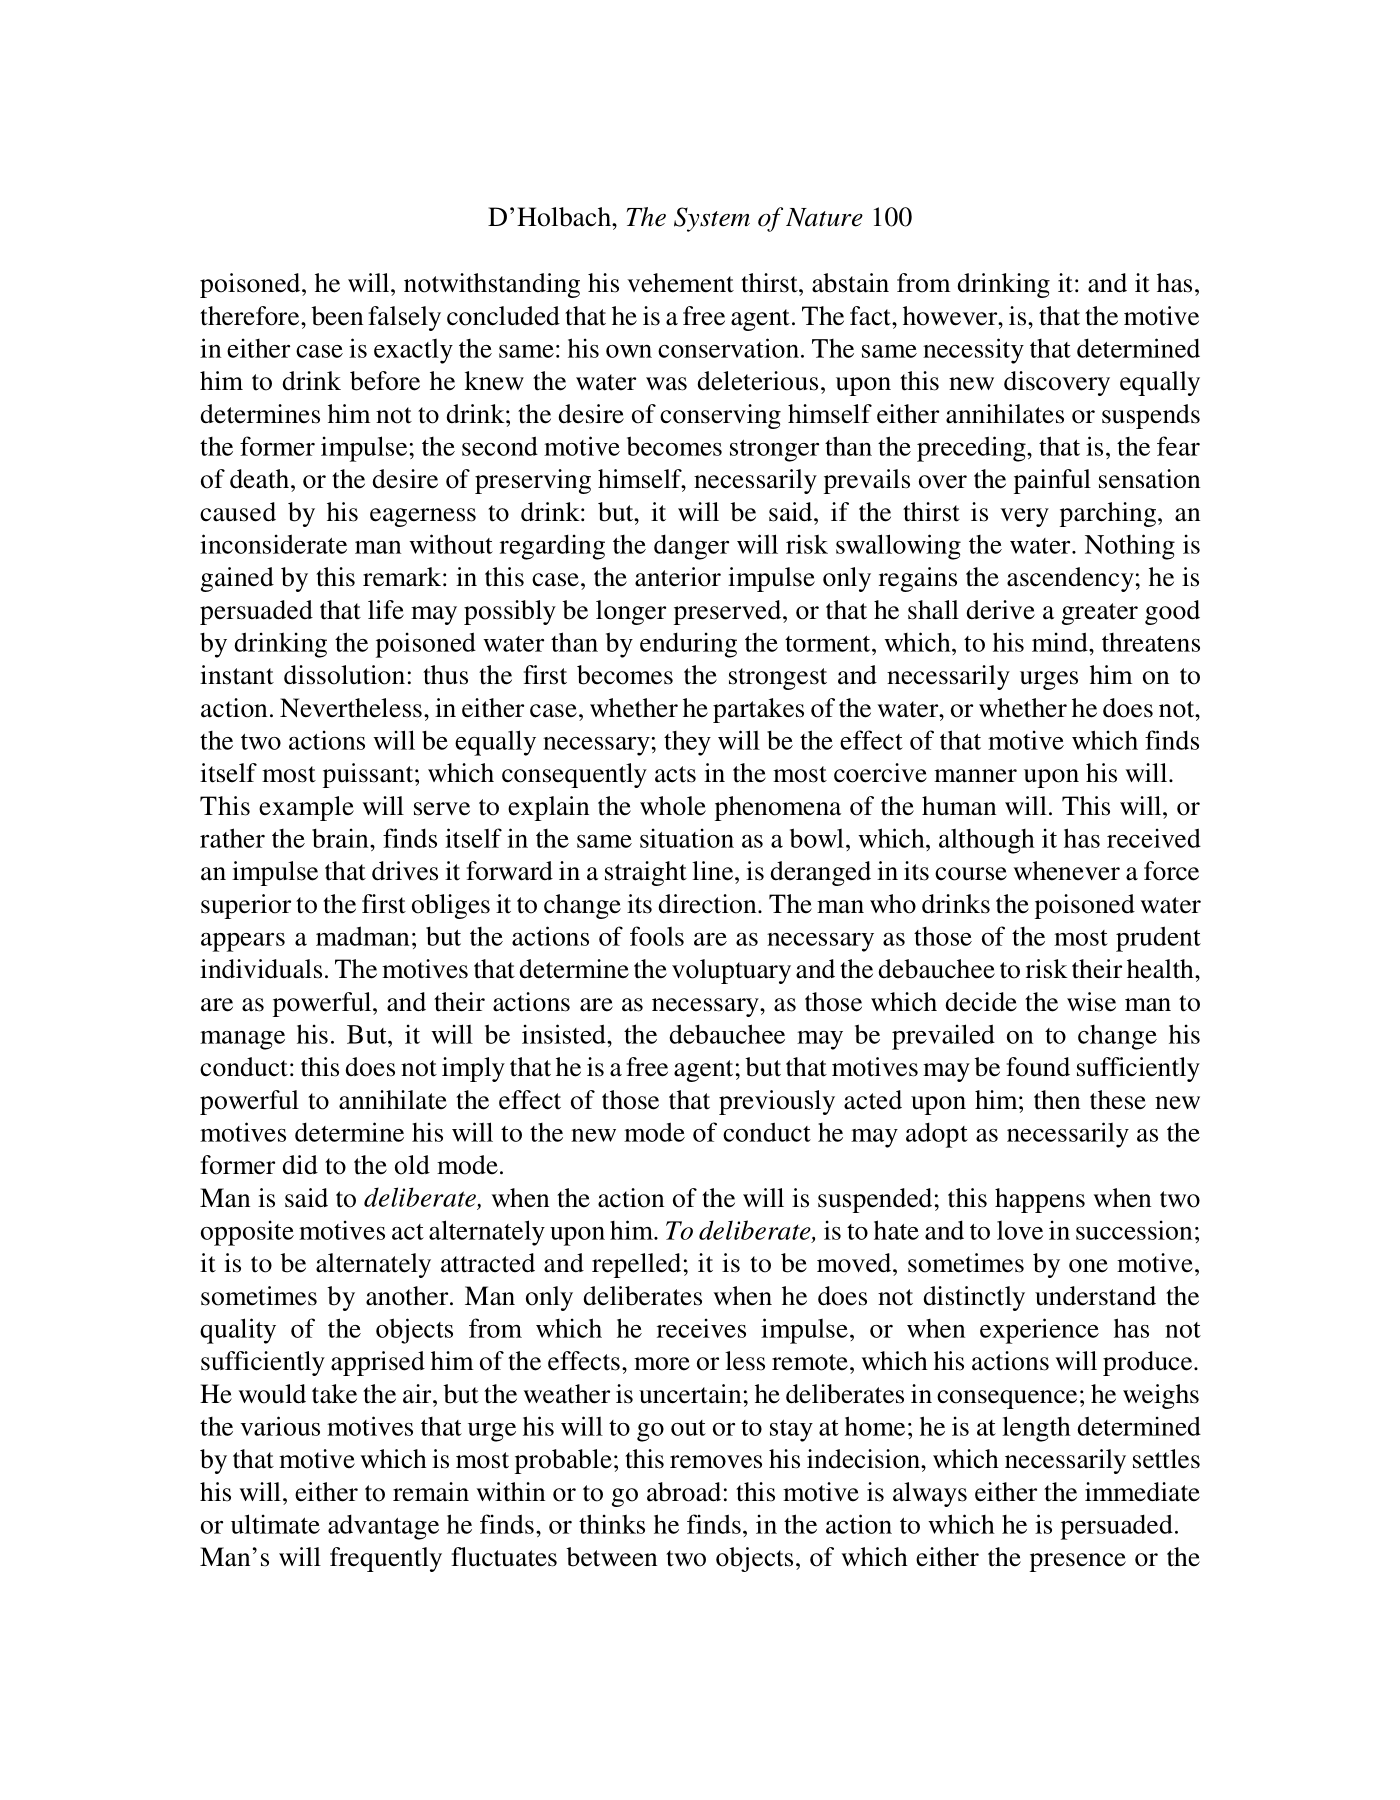 D’Holbach, The System of Nature 100
poisoned, he will, notwithstanding his vehement thirst, abstain from drinking it: and it has,
therefore, been falsely concluded that he is a free agent. The fact, however, is, that the motive
in either case is exactly the same: his own conservation. The same necessity that determined
him to drink before he knew the water was deleterious, upon this new discovery equally
determines him not to drink; the desire of conserving himself either annihilates or suspends
the former impulse; the second motive becomes stronger than the preceding, that is, the fear
of death, or the desire of preserving himself, necessarily prevails over the painful sensation
caused by his eagerness to drink: but, it will be said, if the thirst is very parching, an
inconsiderate man without regarding the danger will risk swallowing the water. Nothing is
gained by this remark: in this case, the anterior impulse only regains the ascendency; he is
persuaded that life may possibly be longer preserved, or that he shall derive a greater good
by drinking the poisoned water than by enduring the torment, which, to his mind, threatens
instant dissolution: thus the first becomes the strongest and necessarily urges him on to
action. Nevertheless, in either case, whether he partakes of the water, or whether he does not,
the two actions will be equally necessary; they will be the effect of that motive which finds
itself most puissant; which consequently acts in the most coercive manner upon his will.
This example will serve to explain the whole phenomena of the human will. This will, or
rather the brain, finds itself in the same situation as a bowl, which, although it has received
an impulse that drives it forward in a straight line, is deranged in its course whenever a force
superior to the first obliges it to change its direction. The man who drinks the poisoned water
appears a madman; but the actions of fools are as necessary as those of the most prudent
individuals. The motives that determine the voluptuary and the debauchee to risk their health,
are as powerful, and their actions are as necessary, as those which decide the wise man to
manage his. But, it will be insisted, the debauchee may be prevailed on to change his
conduct: this does not imply that he is a free agent; but that motives may be found sufficiently
powerful to annihilate the effect of those that previously acted upon him; then these new
motives determine his will to the new mode of conduct he may adopt as necessarily as the
former did to the old mode.
Man is said to deliberate, when the action of the will is suspended; this happens when two
opposite motives act alternately upon him. To deliberate, is to hate and to love in succession;
it is to be alternately attracted and repelled; it is to be moved, sometimes by one motive,
sometimes by another. Man only deliberates when he does not distinctly understand the
quality of the objects from which he receives impulse, or when experience has not
sufficiently apprised him of the effects, more or less remote, which his actions will produce.
He would take the air, but the weather is uncertain; he deliberates in consequence; he weighs
the various motives that urge his will to go out or to stay at home; he is at length determined
by that motive which is most probable; this removes his indecision, which necessarily settles
his will, either to remain within or to go abroad: this motive is always either the immediate
or ultimate advantage he finds, or thinks he finds, in the action to which he is persuaded.
Man’s will frequently fluctuates between two objects, of which either the presence or the